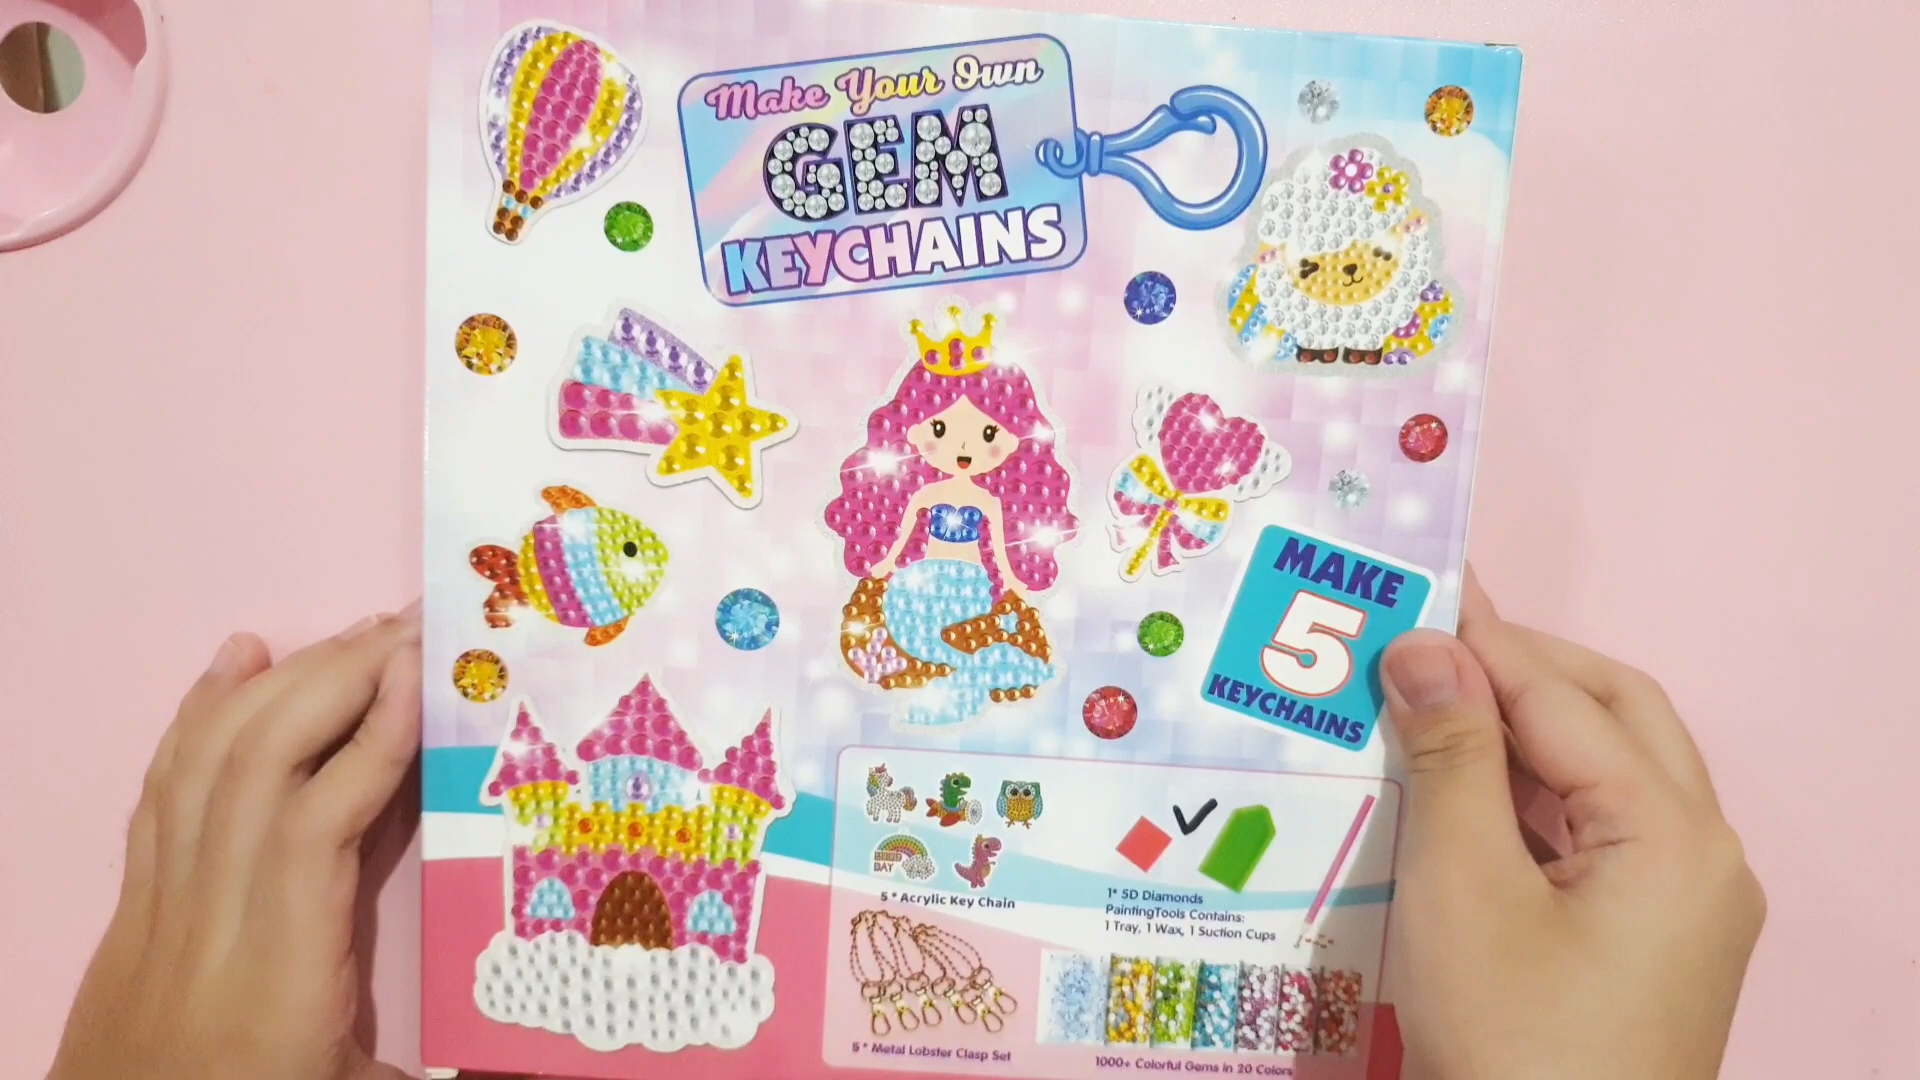 Make Your Own
GEM
KEYCHAINS
MAKE
5
KEYCHAINS
DAY
5 * Acrylic Key Chain
1* 5D Diamonds
PaintingTools Contains:
1 Tray, 1 Wax, 1 Suction Cups
5 * Metal Lobster Clasp Set
1000+ Colorful Gems in 20 Colors